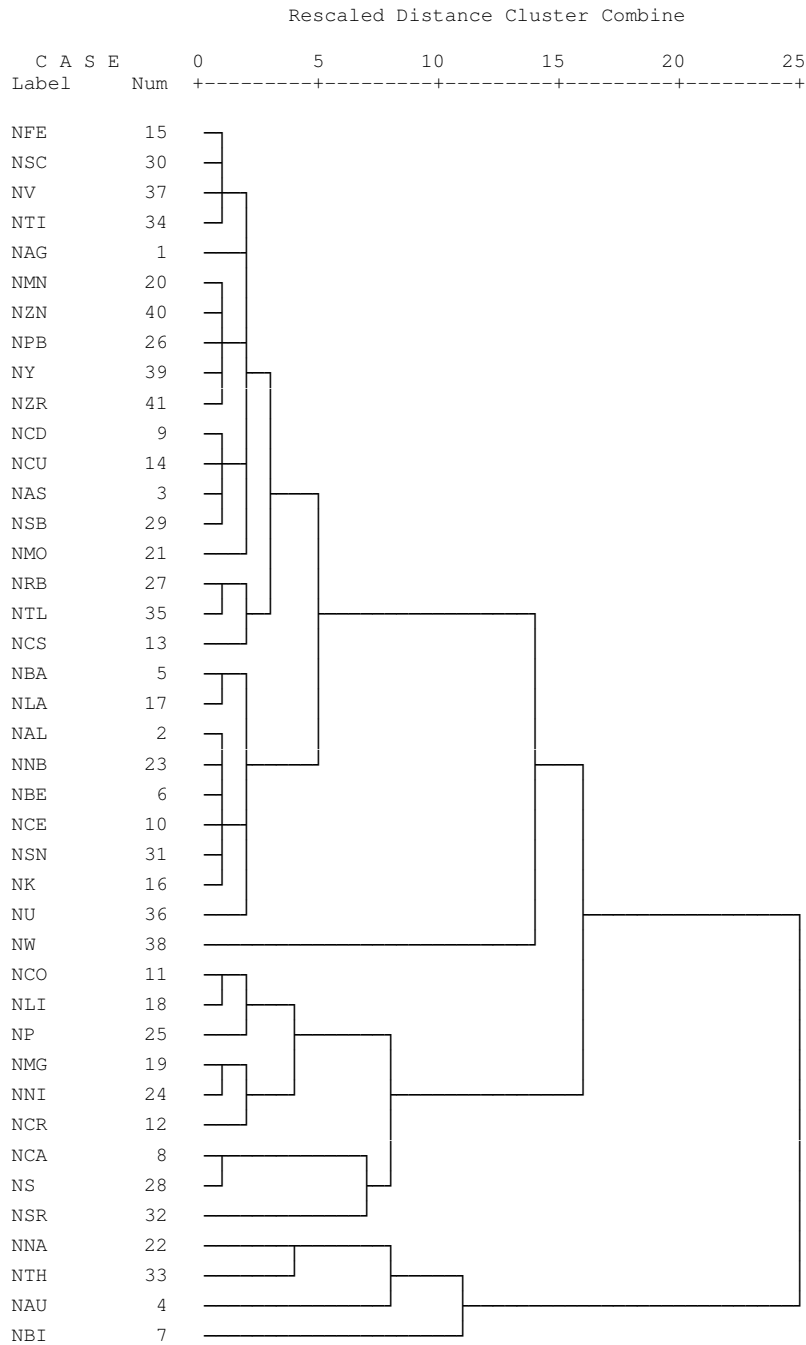 Rescaled Distance Cluster Combine
C A S E 0 5 10 15 20 25
Label Num +---------+---------+---------+---------+---------+
NFE 15
NSC 30
NV 37
NTI 34
NAG 1
NMN 20
NZN 40
NPB 26
NY 39
NZR 41
NCD 9
NCU 14
NAS 3
NSB 29
NMO 21
NRB 27
NTL 35
NCS 13
NBA 5
NLA 17
NAL 2
NNB 23
NBE 6
NCE 10
NSN 31
NK 16
NU 36
NW 38
NCO 11
NLI 18
NP 25
NMG 19
NNI 24
NCR 12
NCA 8
NS 28
NSR 32
NNA 22
NTH 33
NAU 4
NBI 7